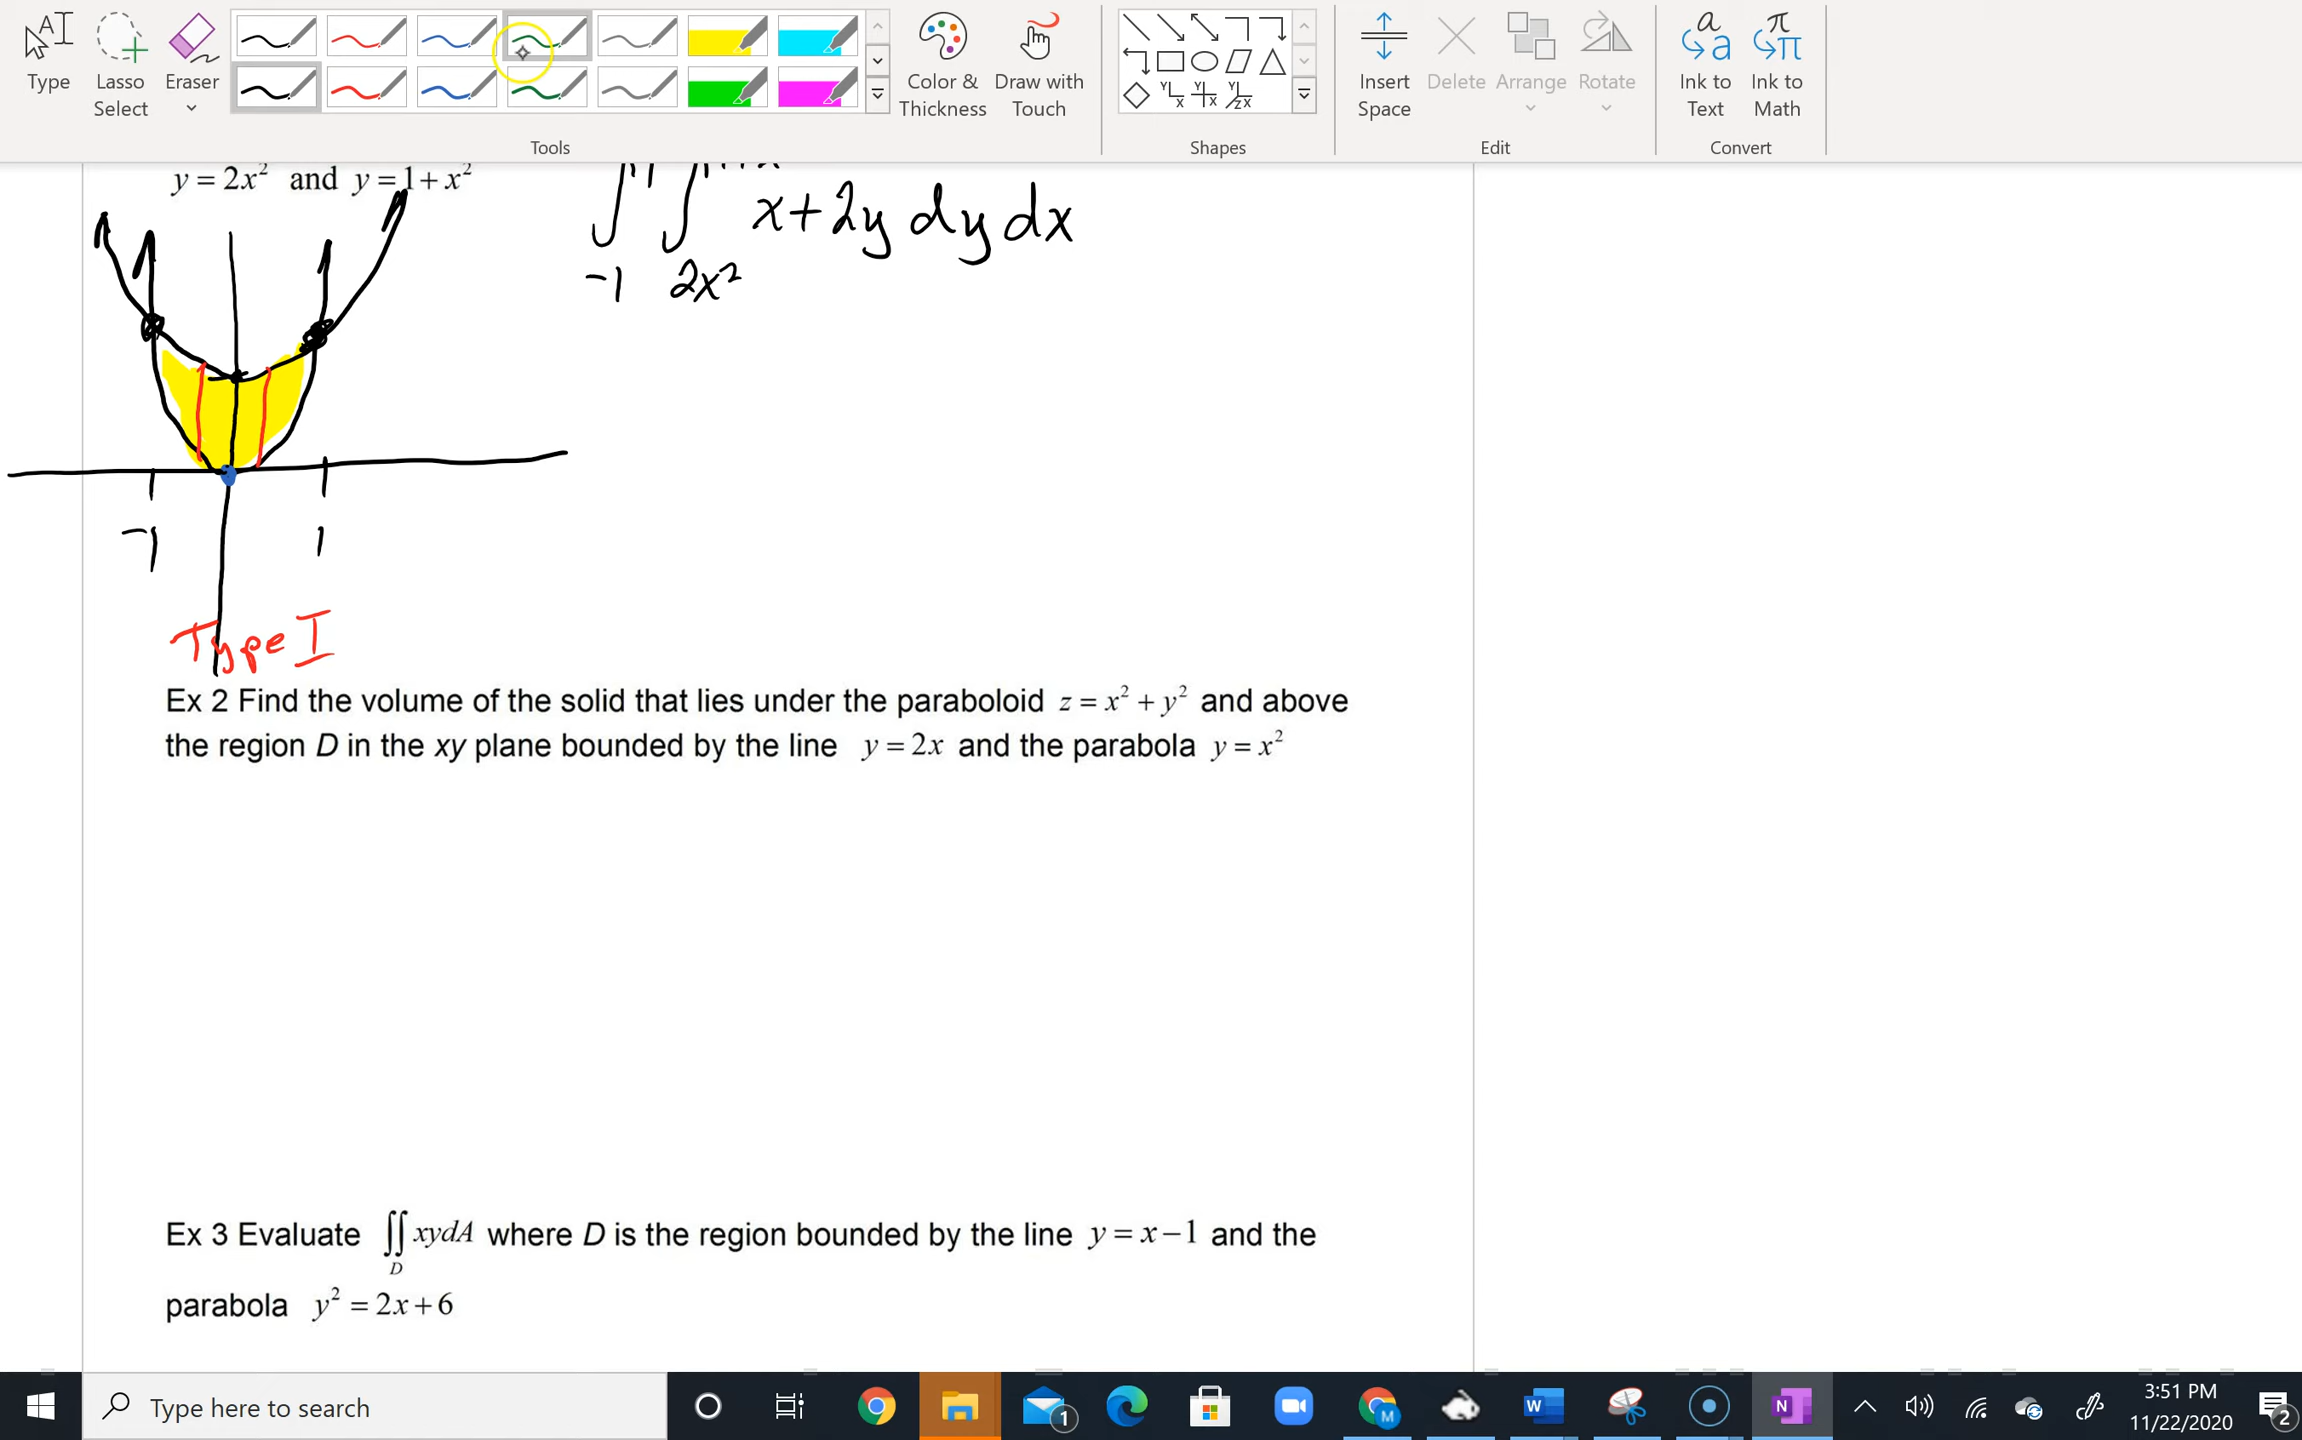 Type
Lasso Select
Eraser
Color & Thickness
Draw with Touch
Insert Space
Delete
Arrange
Rotate
Ink to Text
Ink to Math
Tools
Shapes
Edit
Convert
y = 2x² and y = 1 + x²
x+2y dy dx
-1 2x²
-1 1
Type I
Ex 2 Find the volume of the solid that lies under the paraboloid z = x² + y² and above
the region D in the xy plane bounded by the line y = 2x and the parabola y = x²
Ex 3 Evaluate ∬_D xydA where D is the region bounded by the line y = x − 1 and the
parabola y² = 2x + 6
Type here to search
3:51 PM
11/22/2020